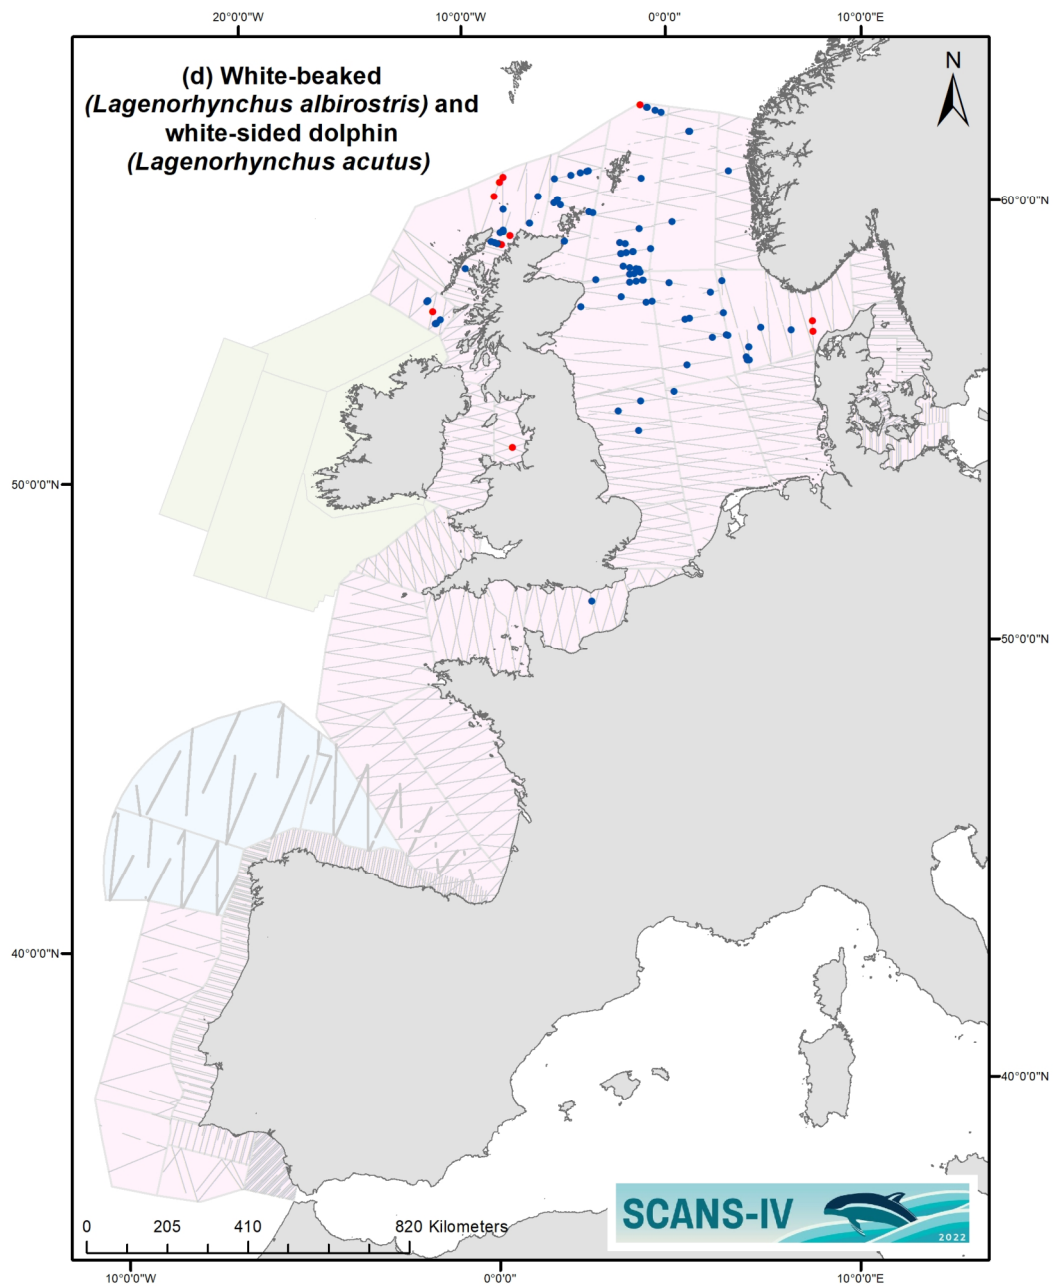 20°0'0"W
10°0'0"W
0°0'0"
10°0'0"E
(d) White-beaked
(Lagenorhynchus albirostris) and
white-sided dolphin
(Lagenorhynchus acutus)
N
60°0'0"N
50°0'0"N
50°0'0"N
40°0'0"N
40°0'0"N
SCANS-IV
2022
0
205
410
820 Kilometers
10°0'0"W
0°0'0"
10°0'0"E